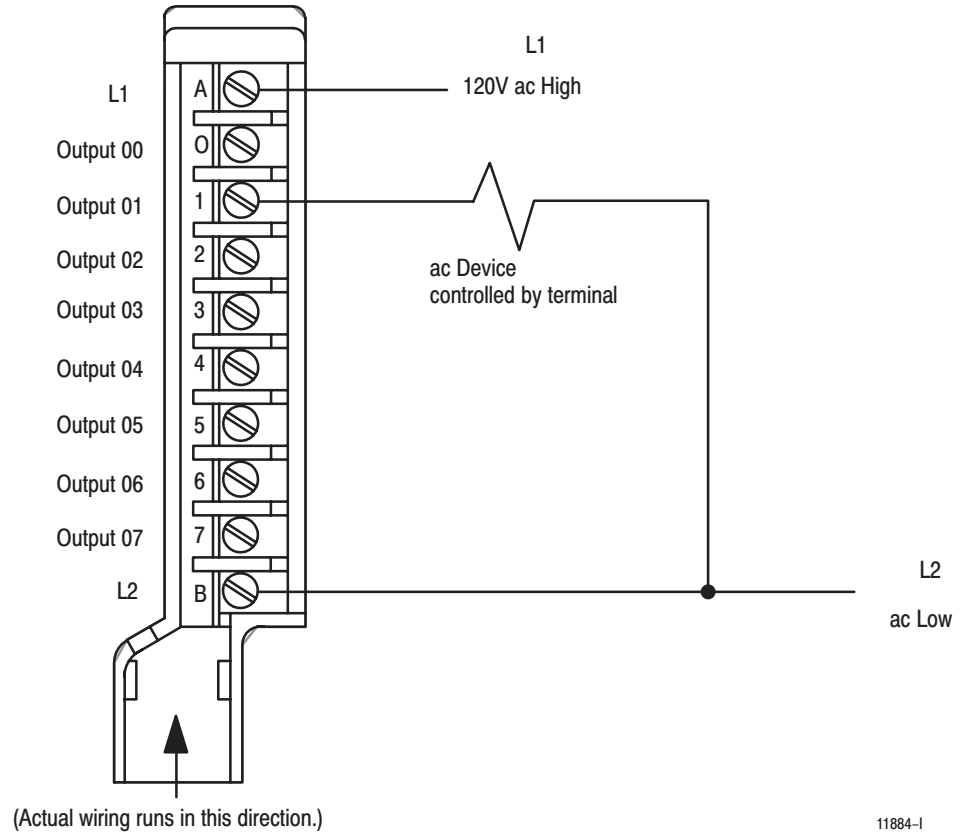 L1
120V ac High
L1
A
Output 00
O
Output 01
1
ac Device
controlled by terminal
Output 02
2
Output 03
3
Output 04
4
Output 05
5
Output 06
6
Output 07
7
L2
B
L2
ac Low
(Actual wiring runs in this direction.)
11884–I